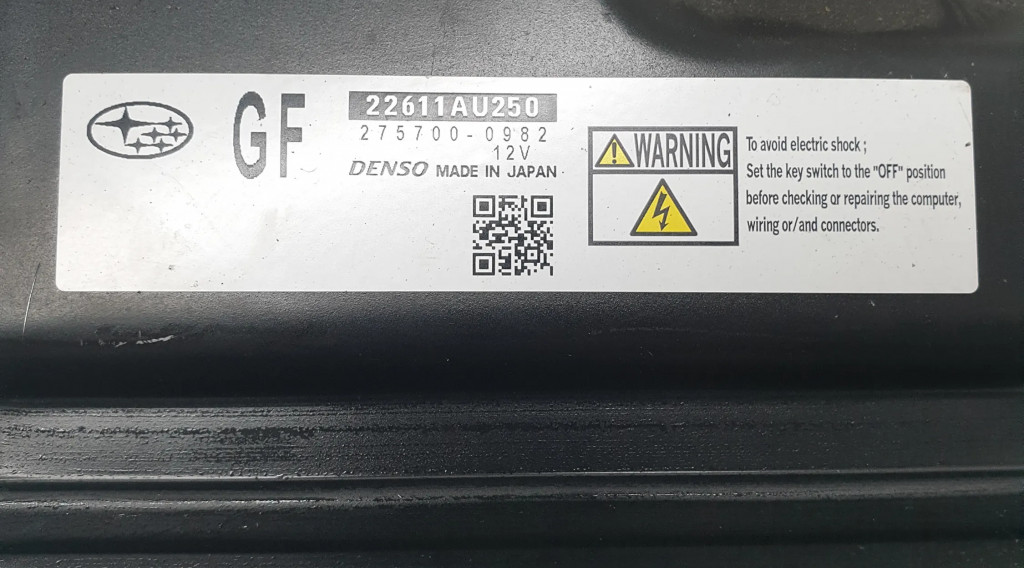 GF
22611AU250
275700-0982
12V
DENSO MADE IN JAPAN
WARNING
To avoid electric shock ;
Set the key switch to the "OFF" position
before checking or repairing the computer,
wiring or/and connectors.